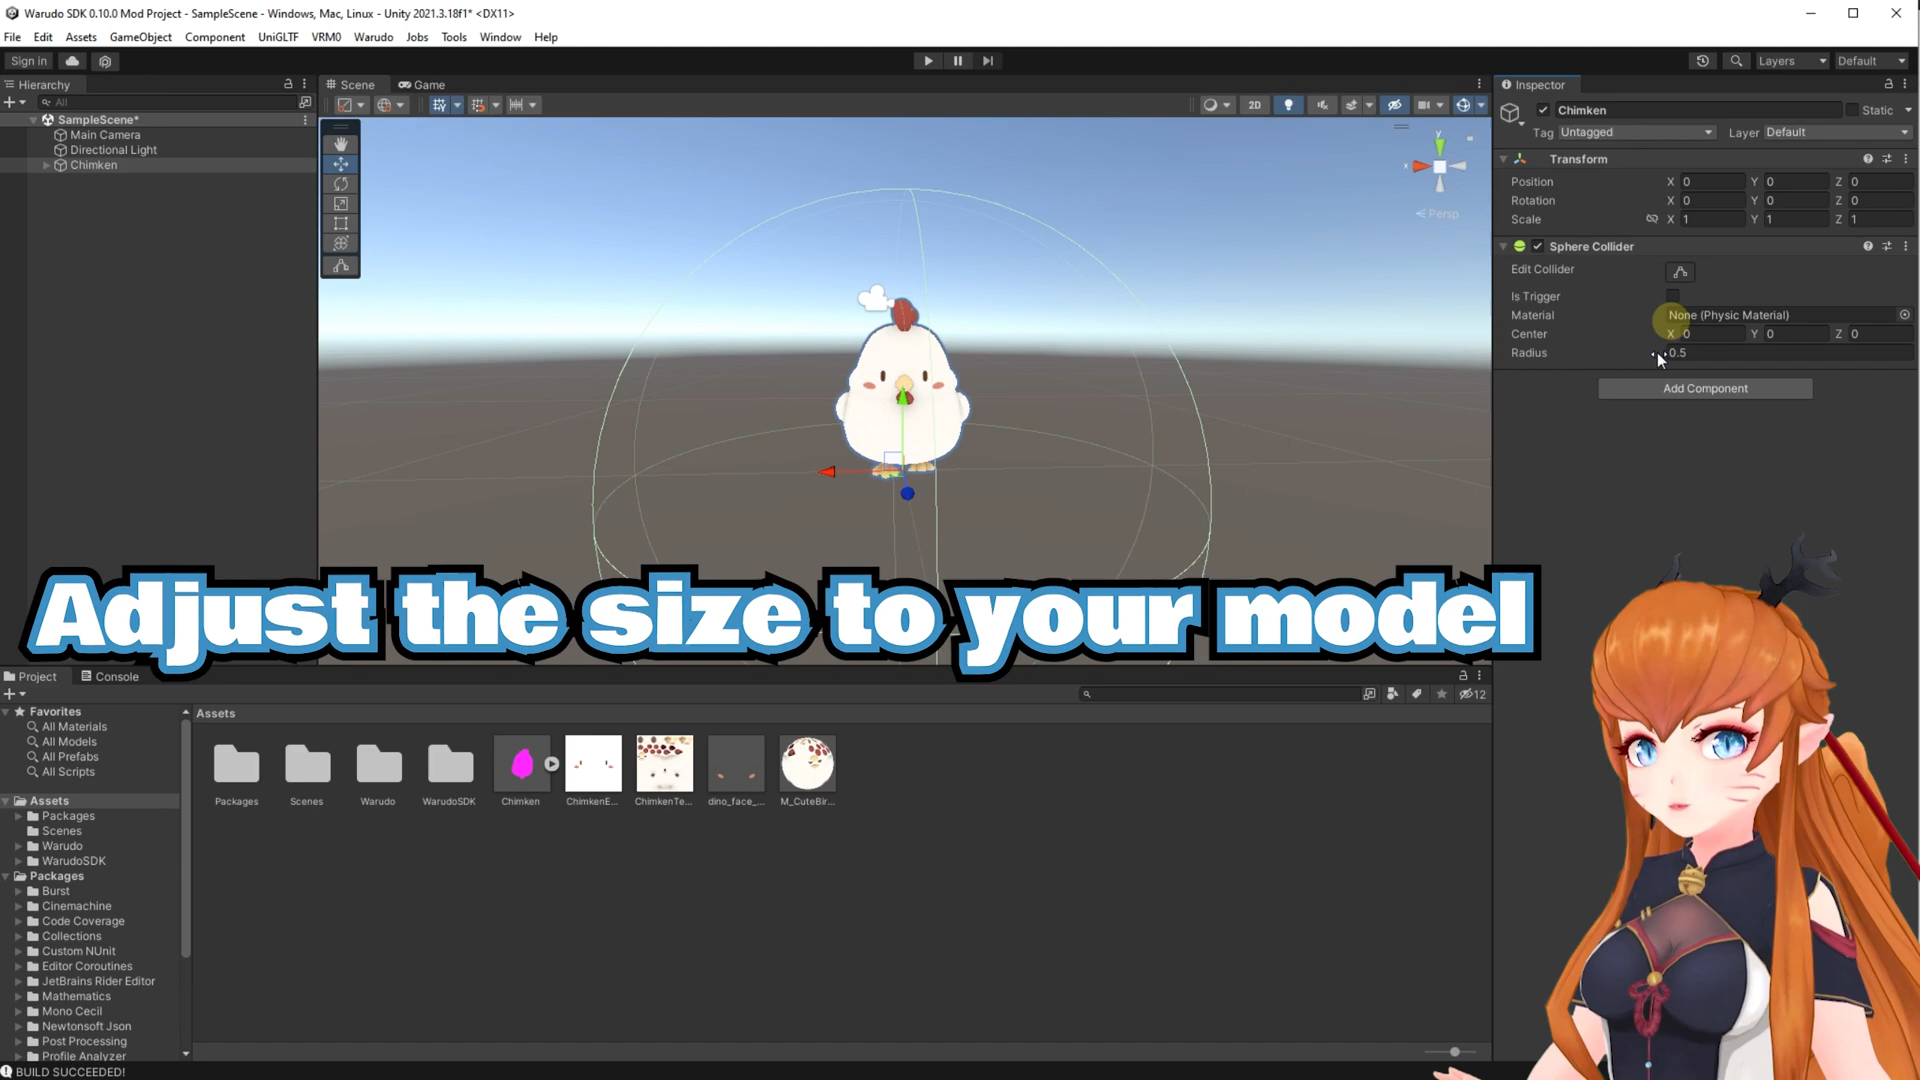 Warudo SDK 0.10.0 Mod Project - SampleScene - Windows, Mac, Linux - Unity 2021.3.18f1* <DX11>
File Edit Assets GameObject Component UniGLTF VRM0 Warudo Jobs Tools Window Help
Sign in
Layers
Default
Hierarchy
All
SampleScene*
Main Camera
Directional Light
Chimken
Scene
Game
2D
y
x
Persp
Inspector
Chimken
Static
Tag Untagged
Layer Default
Transform
Position X 0 Y 0 Z 0
Rotation X 0 Y 0 Z 0
Scale X 1 Y 1 Z 1
Sphere Collider
Edit Collider
Is Trigger
Material None (Physic Material)
Center X 0 Y 0 Z 0
Radius 0.5
Add Component
Adjust the size to your model
Project
Console
12
Favorites
All Materials
All Models
All Prefabs
All Scripts
Assets
Packages
Scenes
Warudo
WarudoSDK
Packages
Burst
Cinemachine
Code Coverage
Collections
Custom NUnit
Editor Coroutines
JetBrains Rider Editor
Mathematics
Mono Cecil
Newtonsoft Json
Post Processing
Profile Analyzer
Assets
Packages
Scenes
Warudo
WarudoSDK
Chimken
ChimkenE...
ChimkenTe...
dino_face_...
M_CuteBir...
BUILD SUCCEEDED!